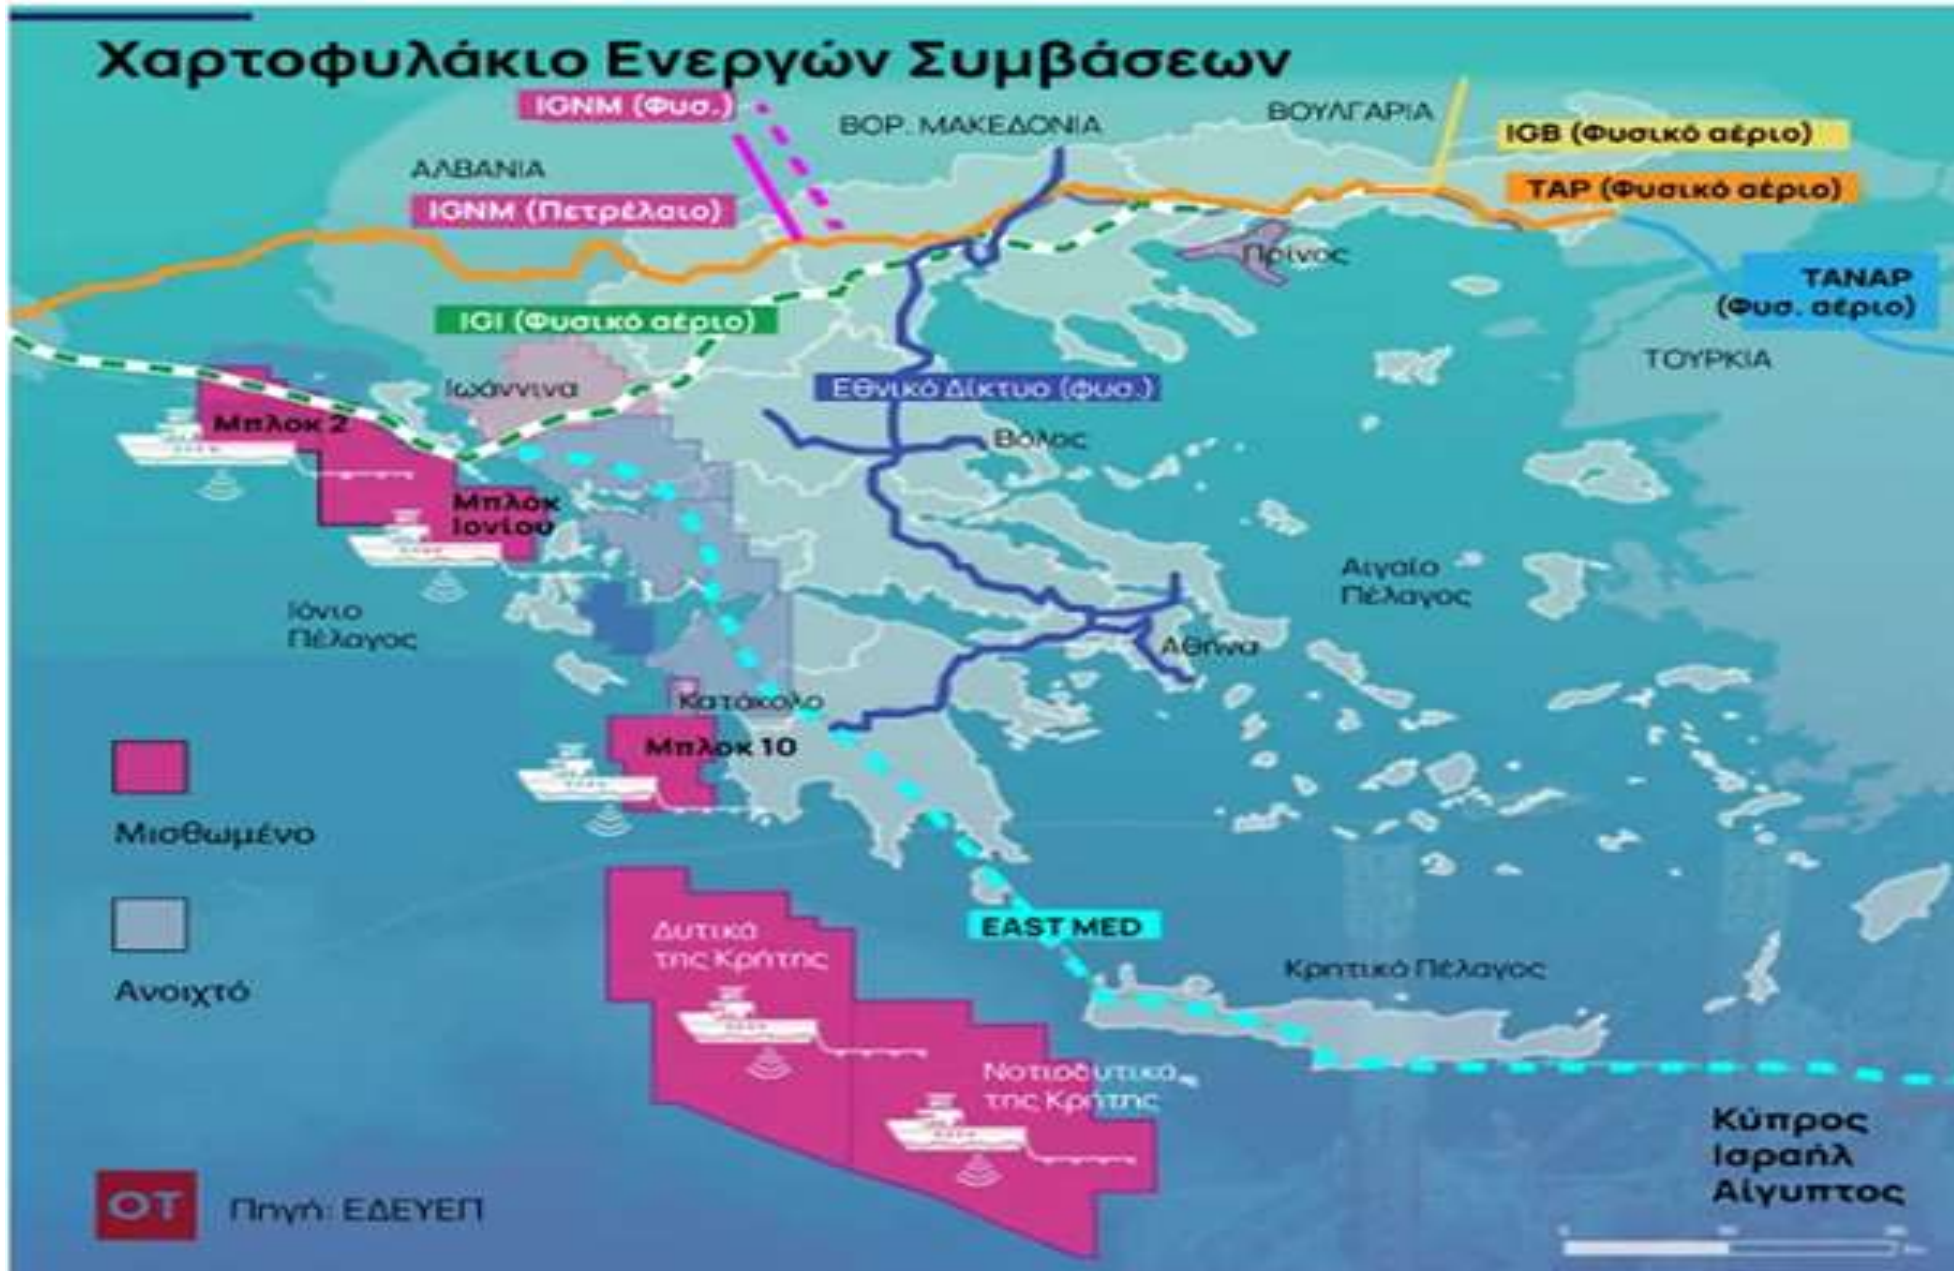 Χαρτοφυλάκιο Ενεργών Συμβάσεων
IGNM (Φυσ.)
ΒΟΡ. ΜΑΚΕΔΟΝΙΑ
ΒΟΥΛΓΑΡΙΑ
IGB (Φυσικό αέριο)
ΑΛΒΑΝΙΑ
IGNM (Πετρέλαιο)
TAP (Φυσικό αέριο)
Πρίνος
TANAP
(Φυσ. αέριο)
IGI (Φυσικό αέριο)
ΤΟΥΡΚΙΑ
Ιωάννινα
Εθνικό Δίκτυο (φυσ.)
Μπλοκ 2
Βόλος
Μπλοκ
Ιονίου
Ιόνιο
Πέλαγος
Αιγαίο
Πέλαγος
Αθήνα
Κατάκολο
Μπλοκ 10
Μισθωμένο
Ανοιχτό
Δυτικά
της Κρήτης
EAST MED
Κρητικό Πέλαγος
Νοτιοδυτικά
της Κρήτης
Κύπρος
Ισραήλ
Αίγυπτος
ΟΤ
Πηγή: ΕΔΕΥΕΠ